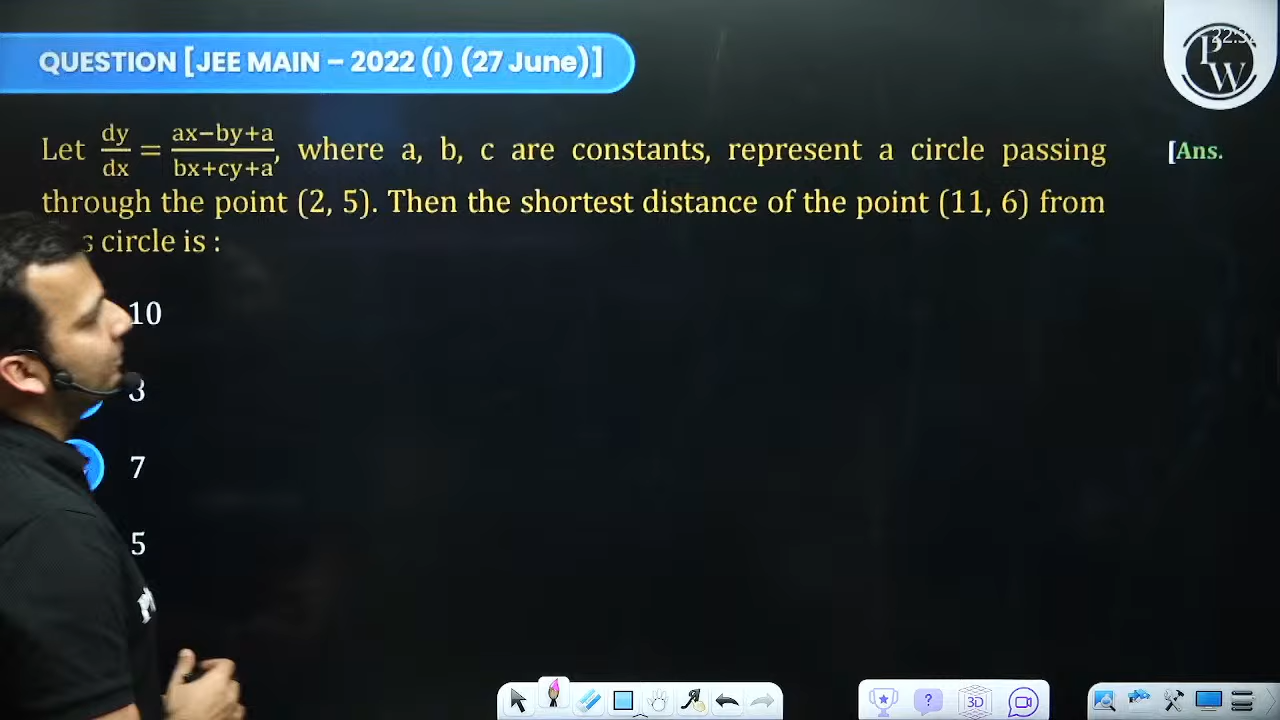 QUESTION [JEE MAIN – 2022 (I) (27 June)]
PW
Let dy/dx = ax−by+a/bx+cy+a, where a, b, c are constants, represent a circle passing
[Ans.
through the point (2, 5). Then the shortest distance of the point (11, 6) from
circle is :
10
3
7
5
?
3D